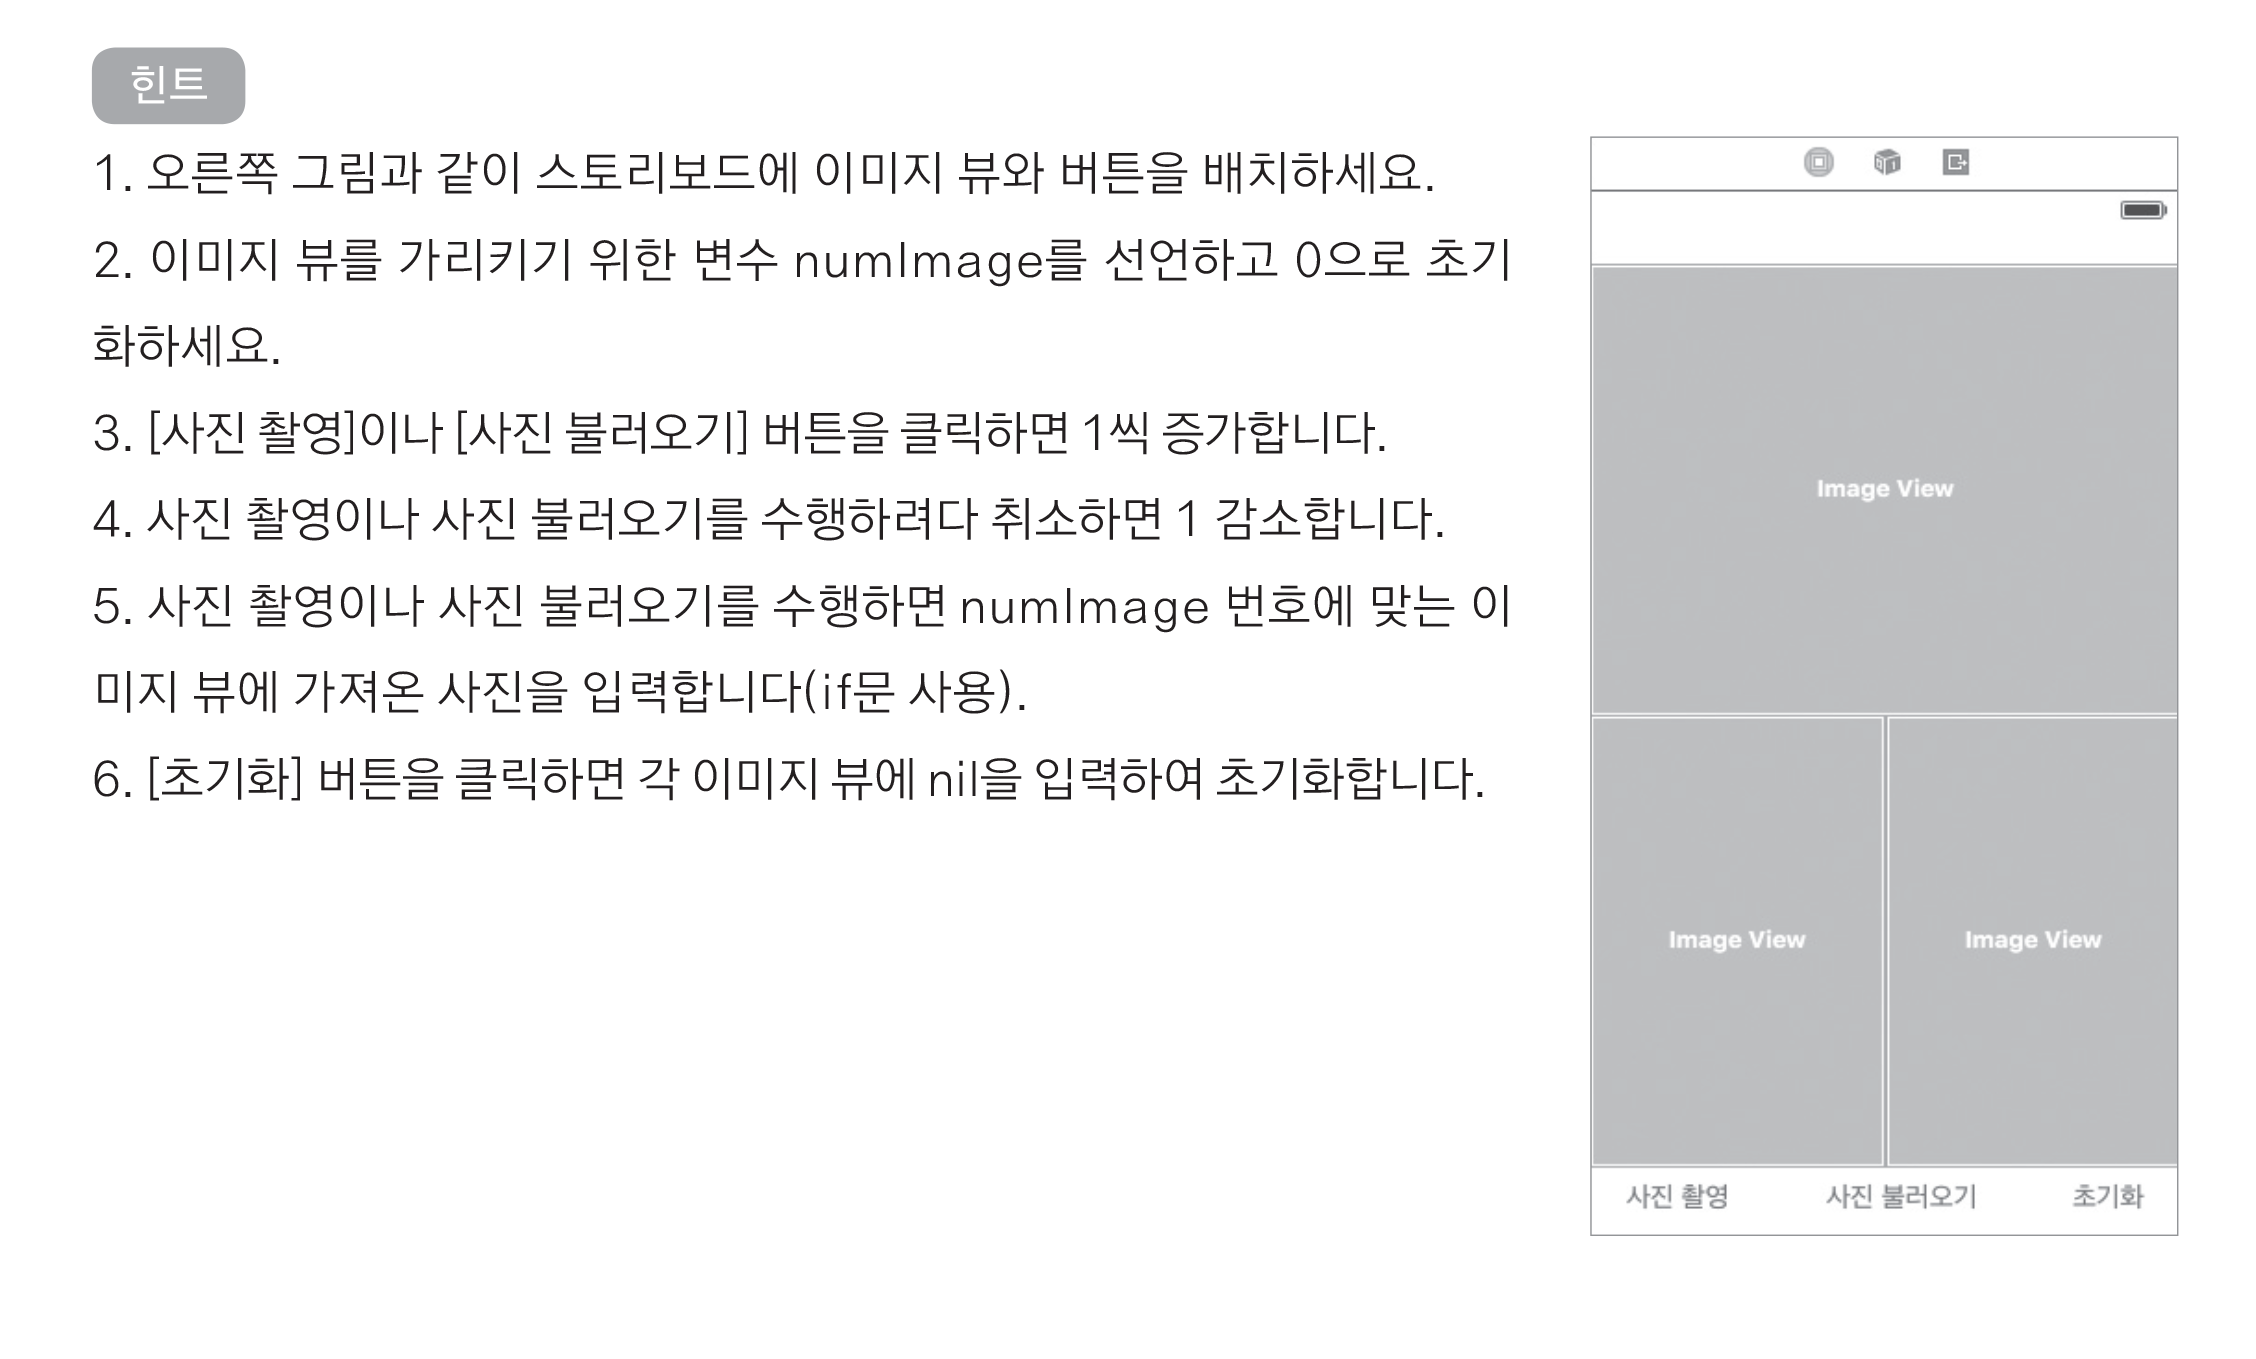 힌트
1. 오른쪽 그림과 같이 스토리보드에 이미지 뷰와 버튼을 배치하세요.
2. 이미지 뷰를 가리키기 위한 변수 numImage를 선언하고 0으로 초기
화하세요.
3. [사진 촬영]이나 [사진 불러오기] 버튼을 클릭하면 1씩 증가합니다.
4. 사진 촬영이나 사진 불러오기를 수행하려다 취소하면 1 감소합니다.
5. 사진 촬영이나 사진 불러오기를 수행하면 numImage 번호에 맞는 이
미지 뷰에 가져온 사진을 입력합니다(if문 사용).
6. [초기화] 버튼을 클릭하면 각 이미지 뷰에 nil을 입력하여 초기화합니다.
Image View
Image View Image View
사진 촬영 사진 불러오기 초기화